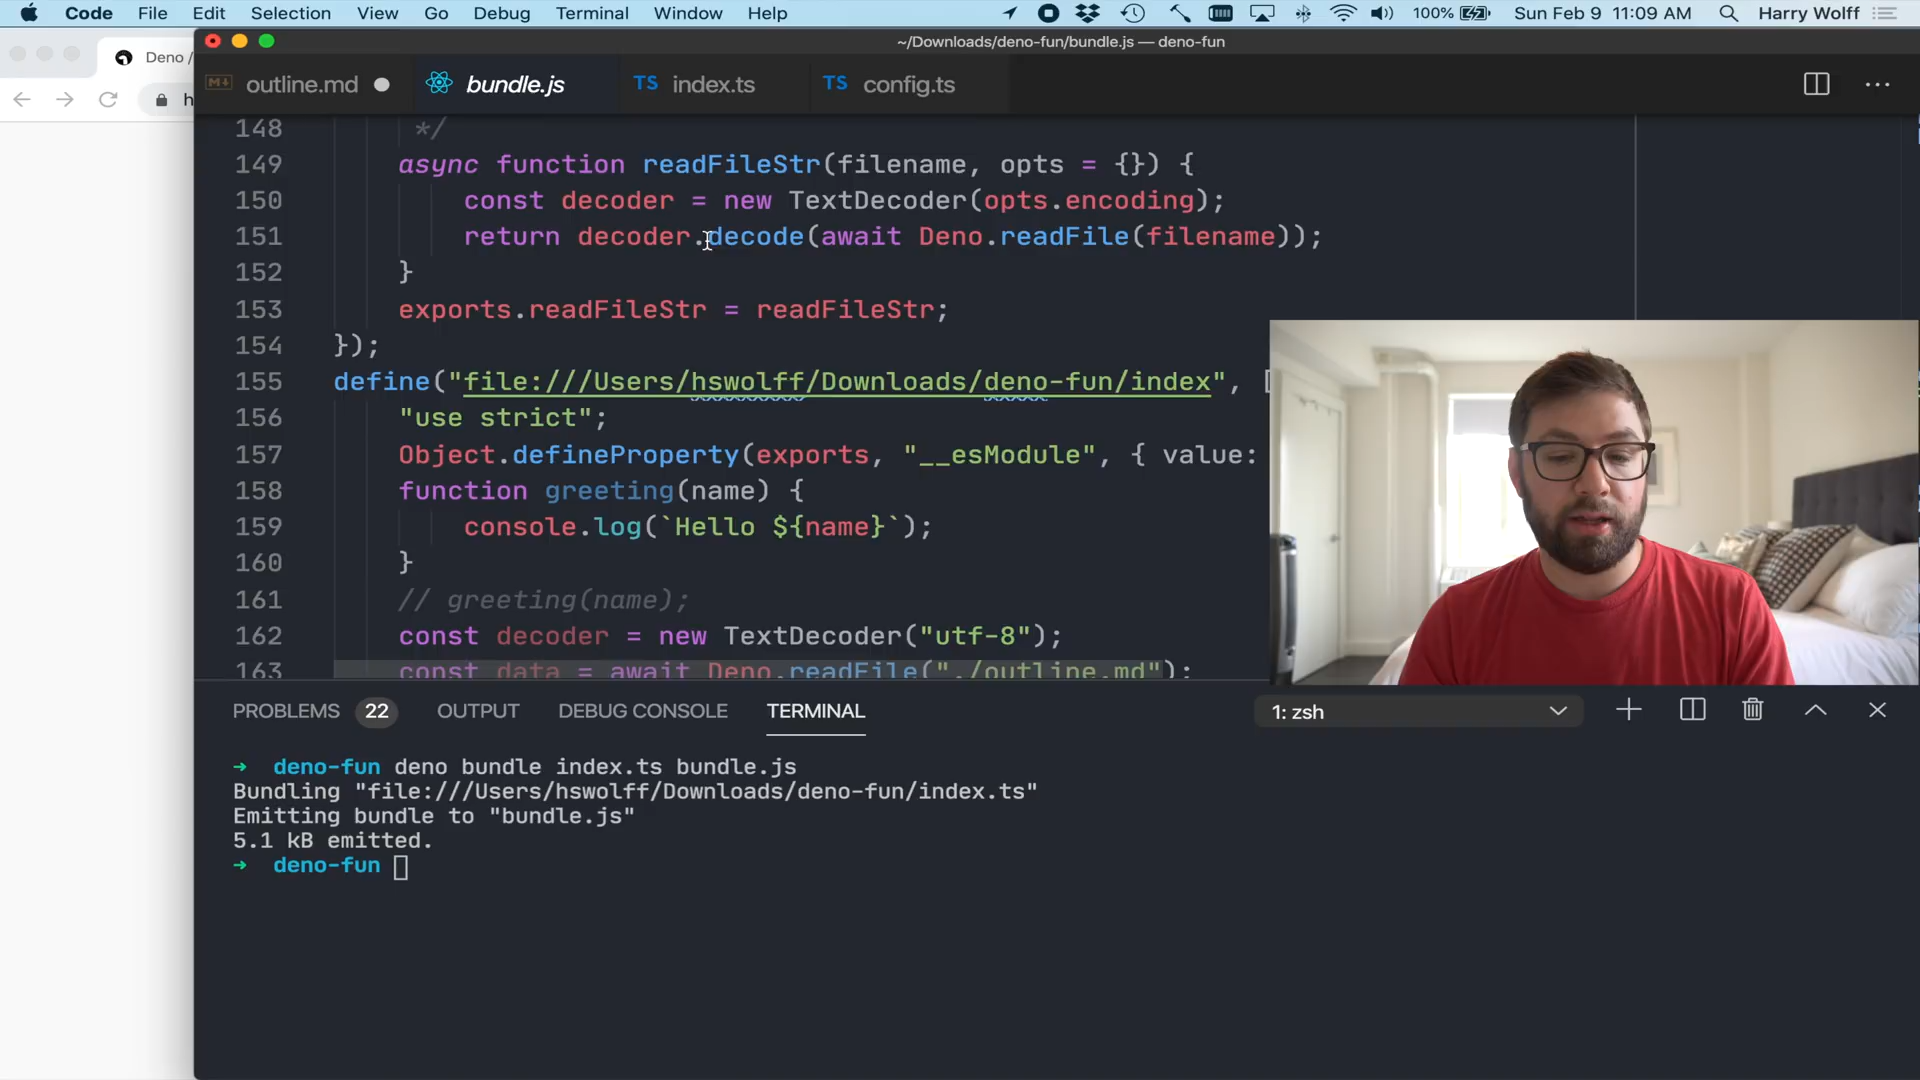 Code File Edit Selection View Go Debug Terminal Window Help 100% Sun Feb 9 11:09 AM Harry Wolff
~/Downloads/deno-fun/bundle.js — deno-fun
Deno /
outline.md bundle.js TS index.ts TS config.ts
148 */
149 async function readFileStr(filename, opts = {}) {
150 const decoder = new TextDecoder(opts.encoding);
151 return decoder.decode(await Deno.readFile(filename));
152 }
153 exports.readFileStr = readFileStr;
154 });
155 define("file:///Users/hswolff/Downloads/deno-fun/index", [
156 "use strict";
157 Object.defineProperty(exports, "__esModule", { value:
158 function greeting(name) {
159 console.log(`Hello ${name}`);
160 }
161 // greeting(name);
162 const decoder = new TextDecoder("utf-8");
163 const data = await Deno.readFile("./outline.md");
PROBLEMS 22 OUTPUT DEBUG CONSOLE TERMINAL 1: zsh
➜ deno-fun deno bundle index.ts bundle.js
Bundling "file:///Users/hswolff/Downloads/deno-fun/index.ts"
Emitting bundle to "bundle.js"
5.1 kB emitted.
➜ deno-fun